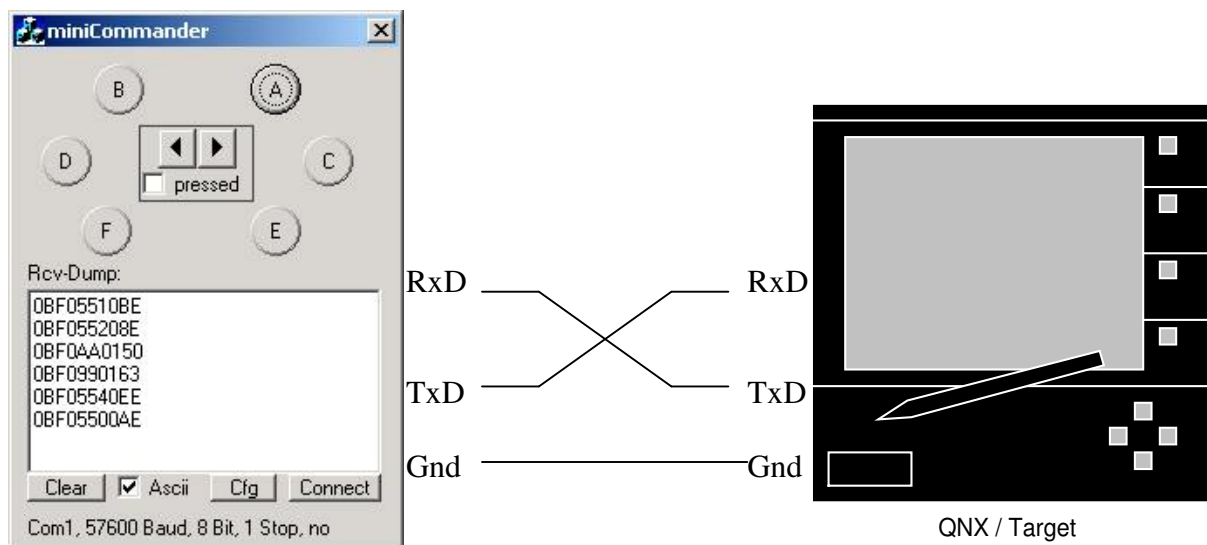 miniCommander
B A
D C
pressed
F E
Rcv-Dump:
0BF05510BE
0BF055208E
0BF0AA0150
0BF0990163
0BF05540EE
0BF05500AE
Clear Ascii Cfg Connect
Com1, 57600 Baud, 8 Bit, 1 Stop, no
RxD RxD
TxD TxD
Gnd Gnd
QNX / Target